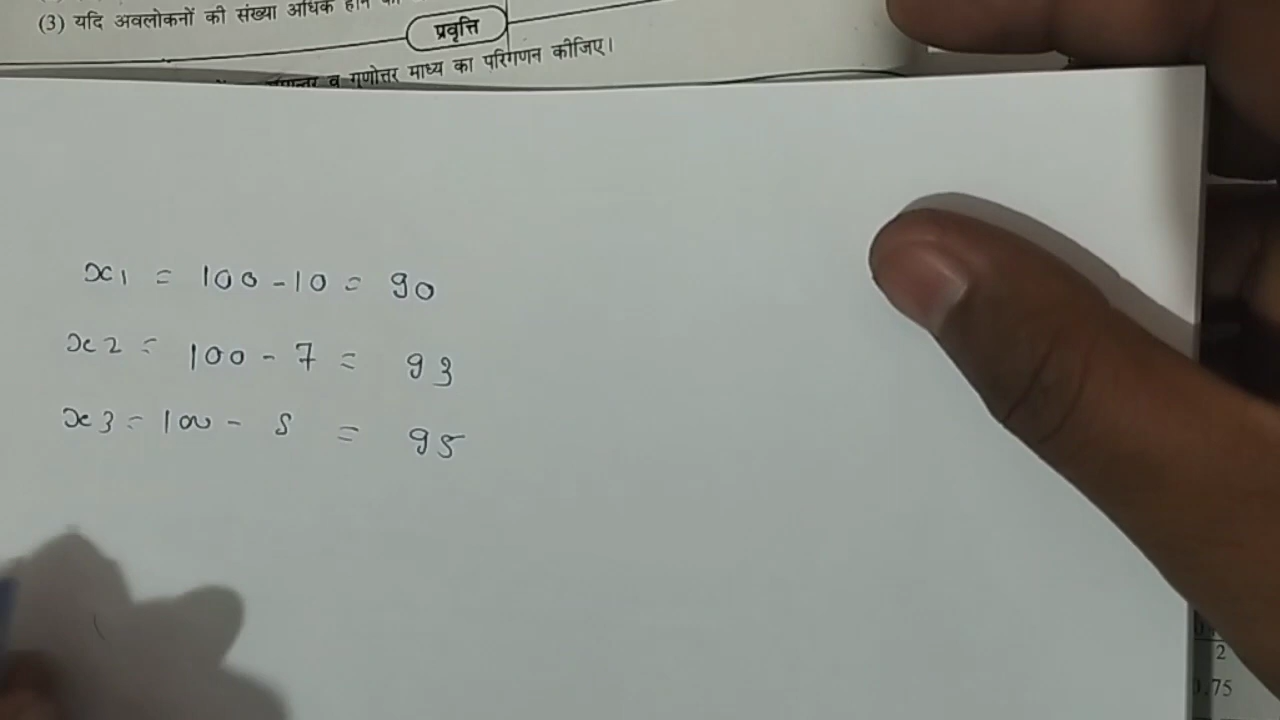 (3) यदि अवलोकनों की संख्या अधिक होने
प्रवृत्ति
व गुणोत्तर माध्य का परिगणन कीजिए।
x1 = 100 - 10 = 90
x2 = 100 - 7 = 93
x3 = 100 - 5 = 95
2
.75